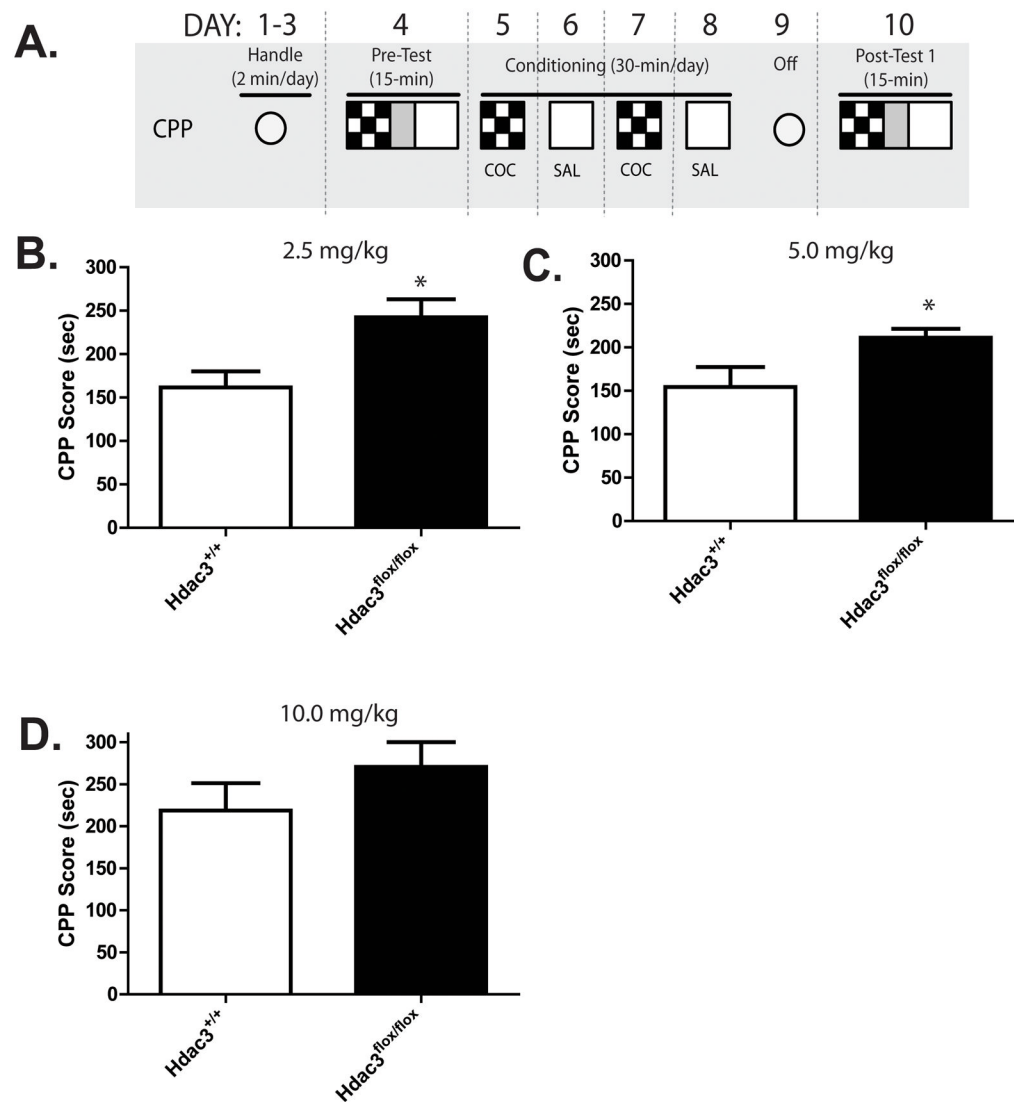 A.
DAY: 1-3 4 5 6 7 8 9 10
Handle
(2 min/day)
Pre-Test
(15-min)
Conditioning (30-min/day)
Off
Post-Test 1
(15-min)
CPP
COC SAL COC SAL
B.
2.5 mg/kg
CPP Score (sec)
300
250
200
150
100
50
0
*
Hdac3+/+
Hdac3flox/flox
C.
5.0 mg/kg
CPP Score (sec)
300
250
200
150
100
50
0
*
Hdac3+/+
Hdac3flox/flox
D.
10.0 mg/kg
CPP Score (sec)
300
250
200
150
100
50
0
Hdac3+/+
Hdac3flox/flox